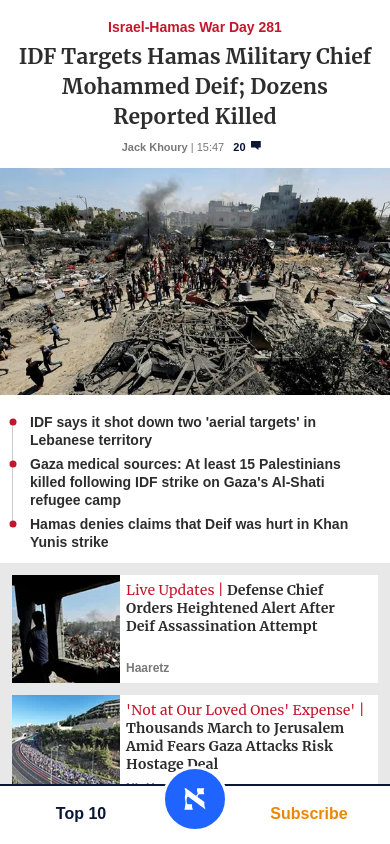 Israel-Hamas War Day 281
IDF Targets Hamas Military Chief
Mohammed Deif; Dozens
Reported Killed
Jack Khoury | 15:47 20
IDF says it shot down two 'aerial targets' in
Lebanese territory
Gaza medical sources: At least 15 Palestinians
killed following IDF strike on Gaza's Al-Shati
refugee camp
Hamas denies claims that Deif was hurt in Khan
Yunis strike
Live Updates | Defense Chief
Orders Heightened Alert After
Deif Assassination Attempt
Haaretz
'Not at Our Loved Ones' Expense' |
Thousands March to Jerusalem
Amid Fears Gaza Attacks Risk
Hostage Deal
Top 10
Subscribe